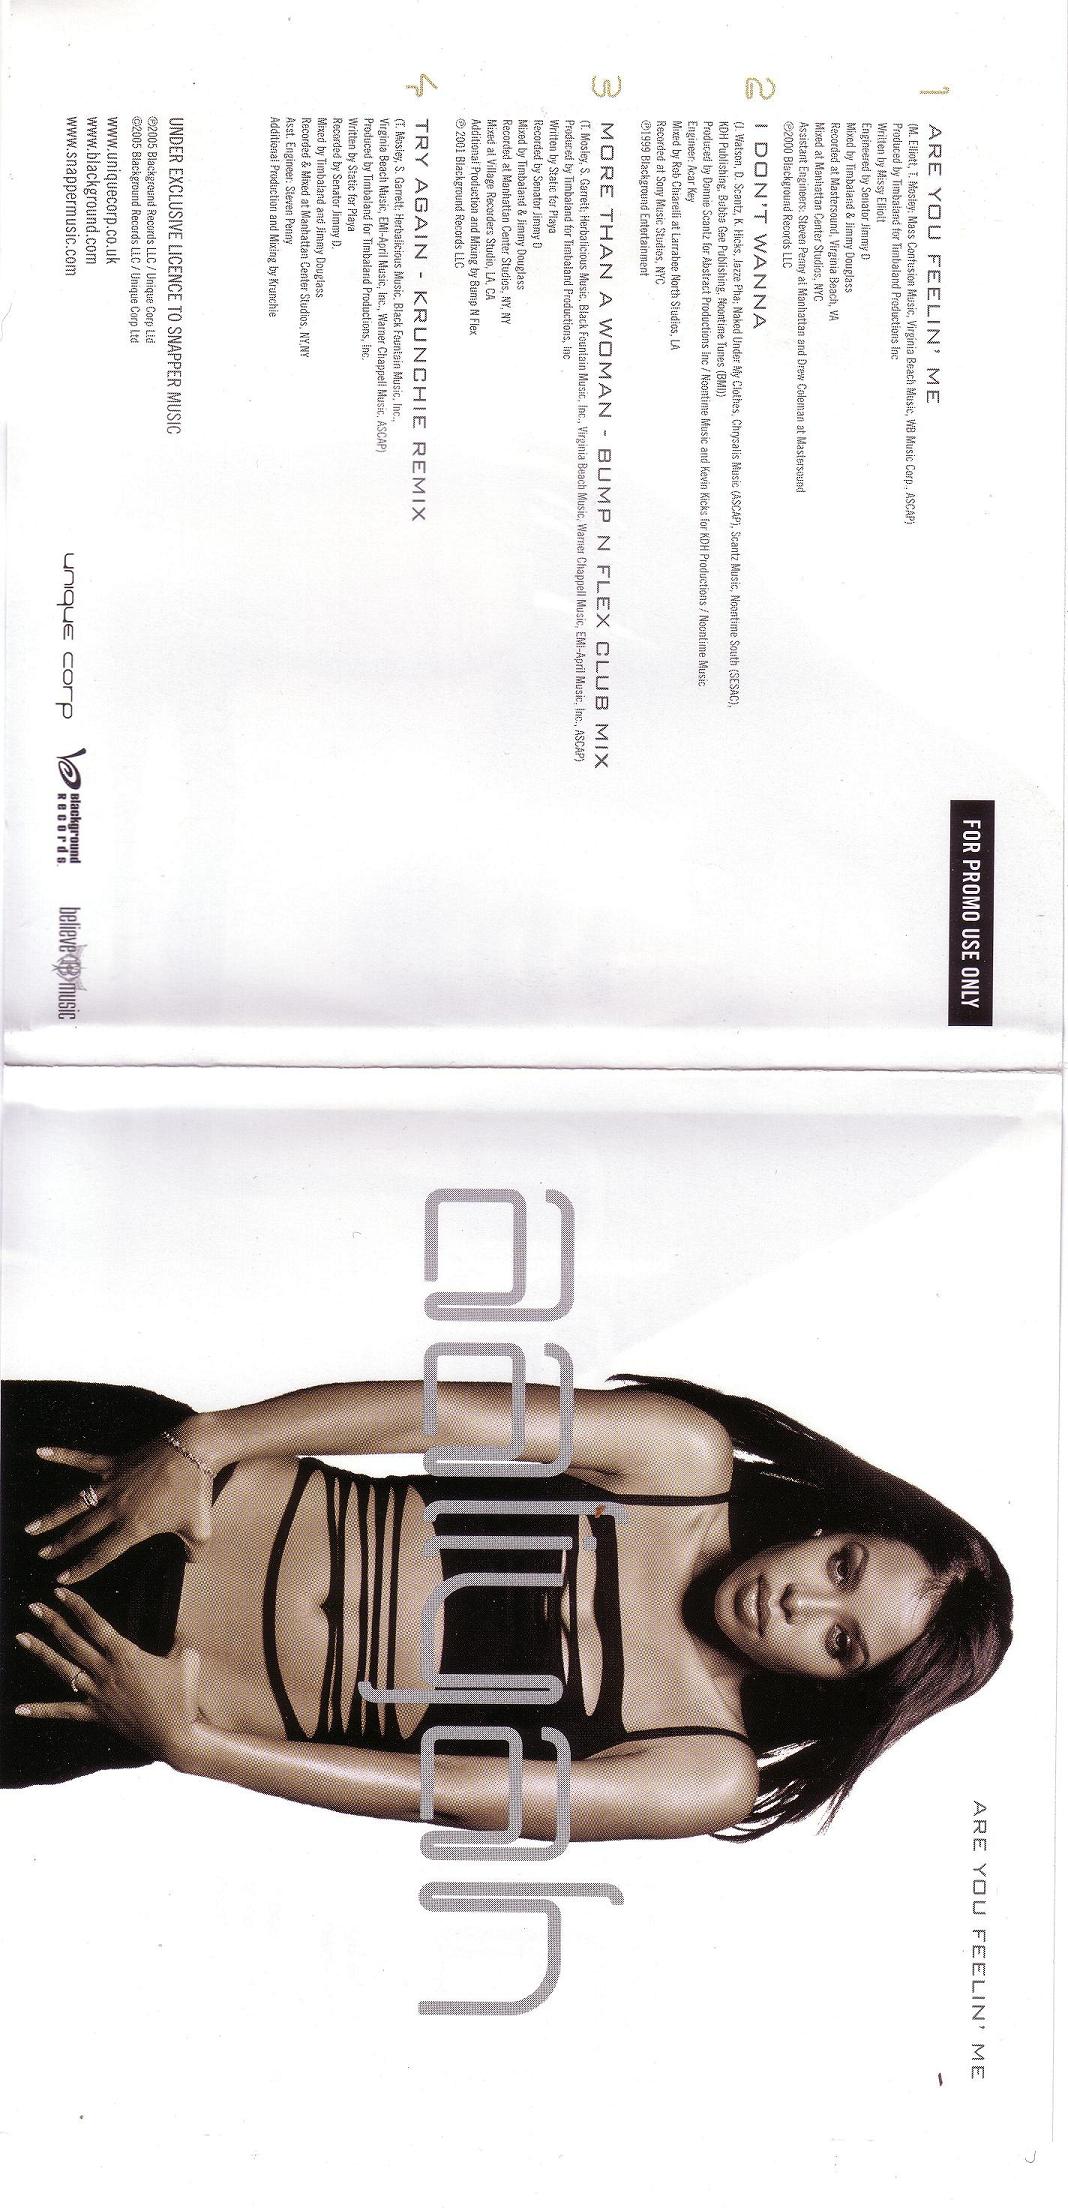 FOR PROMO USE ONLY
1 ARE YOU FEELIN' ME
(M. Elliott, T. Mosley; Mass Confusion Music, Virginia Beach Music, WB Music Corp., ASCAP)
Produced by Timbaland for Timbaland Productions Inc
Written by Missy Elliott
Engineered by Senator Jimmy D
Mixed by Timbaland & Jimmy Douglass
Recorded at Mastersound, Virginia Beach, VA
Mixed at Manhattan Center Studios, NYC
Assistant Engineers: Steven Penny at Manhattan and Drew Coleman at Mastersound
℗2000 Blackground Records LLC
2 I DON'T WANNA
(J. Watson, D. Scantz, K. Hicks, Jazze Pha; Naked Under My Clothes, Chrysalis Music (ASCAP), Scantz Music, Noontime South (SESAC),
KDH Publishing, Bubba Gee Publishing, Noontime Tunes (BMI))
Produced by Donnie Scantz for Abstract Productions Inc / Noontime Music and Kevin Kicks for KDH Productions / Noontime Music
Engineer: Acar Key
Mixed by Rob Chiarelli at Larrabee North Studios, LA
Recorded at Sony Music Studios, NYC
℗1999 Blackground Entertainment
3 MORE THAN A WOMAN - BUMP N FLEX CLUB MIX
(T. Mosley, S. Garrett; Herbalicious Music, Black Fountain Music, Inc., Virginia Beach Music, Warner Chappell Music, EMI-April Music, Inc., ASCAP)
Produced by Timbaland for Timbaland Productions, Inc
Written by Static for Playa
Recorded by Senator Jimmy D
Mixed by Timbaland & Jimmy Douglass
Recorded at Manhattan Center Studios, NY, NY
Mixed at Village Recorders Studio, LA, CA
Additional Production and Mixing by Bump N Flex
℗ 2001 Blackground Records LLC
4 TRY AGAIN - KRUNCHIE REMIX
(T. Mosley, S. Garrett; Herbalicious Music, Black Fountain Music, Inc.,
Virginia Beach Music, EMI-April Music, Inc., Warner Chappell Music, ASCAP)
Produced by Timbaland for Timbaland Productions, Inc.
Written by Static for Playa
Recorded by Senator Jimmy D.
Mixed by Timbaland and Jimmy Douglass
Recorded & Mixed at Manhattan Center Studios, NY,NY
Asst. Engineer: Steven Penny
Additional Production and Mixing by Krunchie
UNDER EXCLUSIVE LICENCE TO SNAPPER MUSIC
℗2005 Blackground Records LLC / Unique Corp Ltd
©2005 Blackground Records LLC / Unique Corp Ltd
www.uniquecorp.co.uk
www.blackground.com
www.snappermusic.com
unique corp
Blackground
Records.
believe music
ARE YOU FEELIN' ME
aaliyah